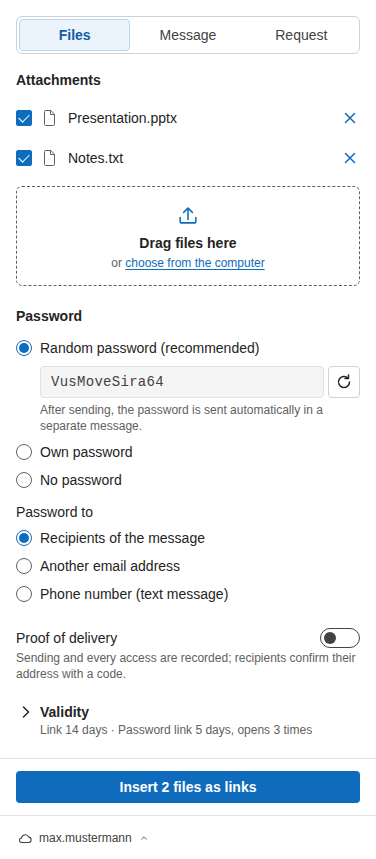 Files Message Request
Attachments
Presentation.pptx
Notes.txt
Drag files here
or choose from the computer
Password
Random password (recommended)
VusMoveSira64
After sending, the password is sent automatically in a
separate message.
Own password
No password
Password to
Recipients of the message
Another email address
Phone number (text message)
Proof of delivery
Sending and every access are recorded; recipients confirm their
address with a code.
Validity
Link 14 days · Password link 5 days, opens 3 times
Insert 2 files as links
max.mustermann